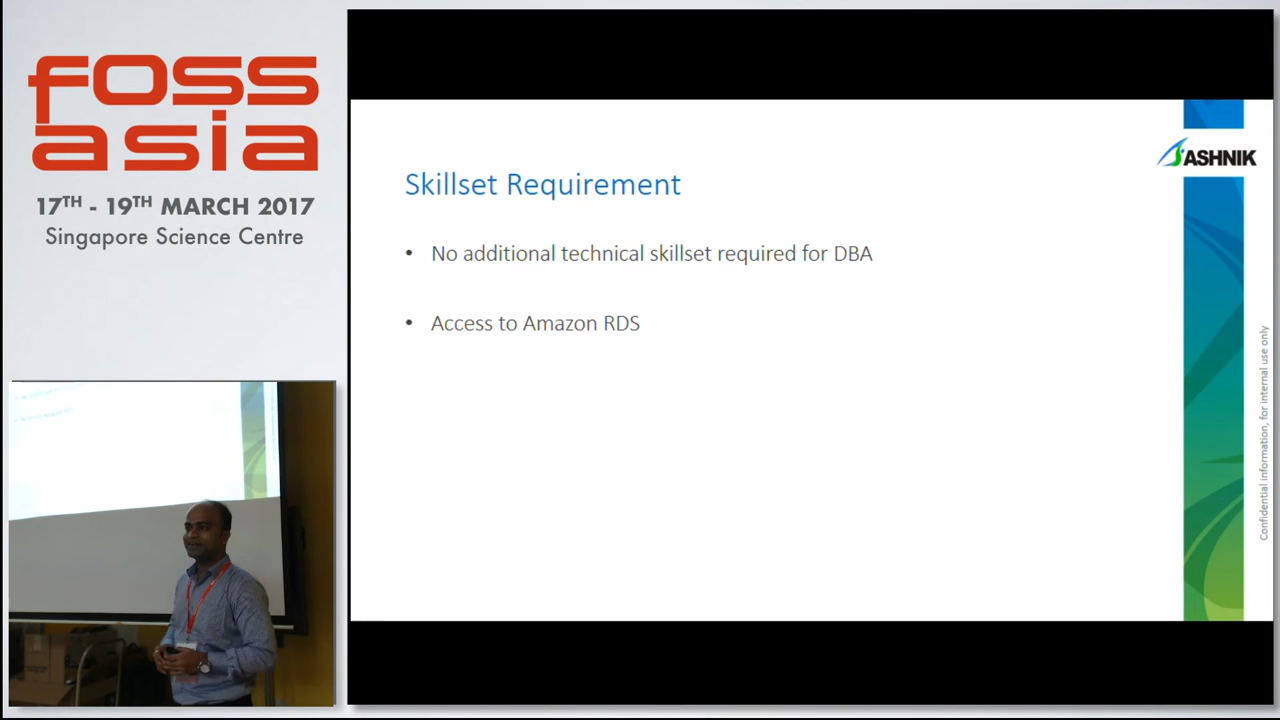 foss
asia
17TH - 19TH MARCH 2017
Singapore Science Centre
ASHNIK
Skillset Requirement
• No additional technical skillset required for DBA
• Access to Amazon RDS
Confidential information, for internal use only